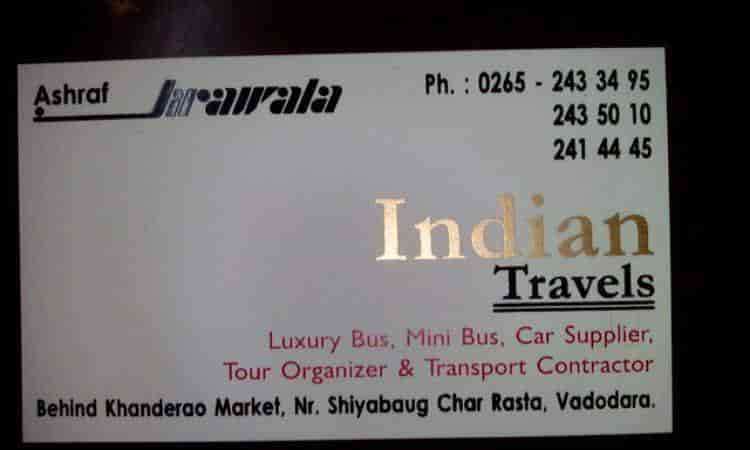 Ashraf Jarawala
Ph. : 0265 - 243 34 95
243 50 10
241 44 45
Indian
Travels
Luxury Bus, Mini Bus, Car Supplier,
Tour Organizer & Transport Contractor
Behind Khanderao Market, Nr. Shiyabaug Char Rasta, Vadodara.